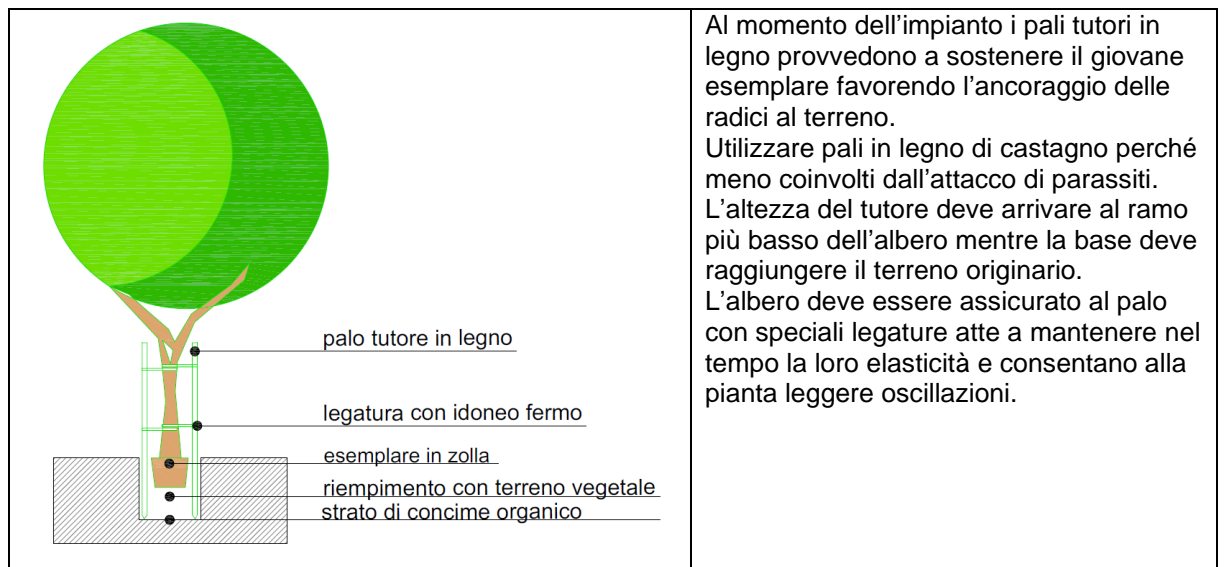 palo tutore in legno
legatura con idoneo fermo
esemplare in zolla
riempimento con terreno vegetale
strato di concime organico
Al momento dell’impianto i pali tutori in
legno provvedono a sostenere il giovane
esemplare favorendo l’ancoraggio delle
radici al terreno.
Utilizzare pali in legno di castagno perché
meno coinvolti dall’attacco di parassiti.
L’altezza del tutore deve arrivare al ramo
più basso dell’albero mentre la base deve
raggiungere il terreno originario.
L’albero deve essere assicurato al palo
con speciali legature atte a mantenere nel
tempo la loro elasticità e consentano alla
pianta leggere oscillazioni.